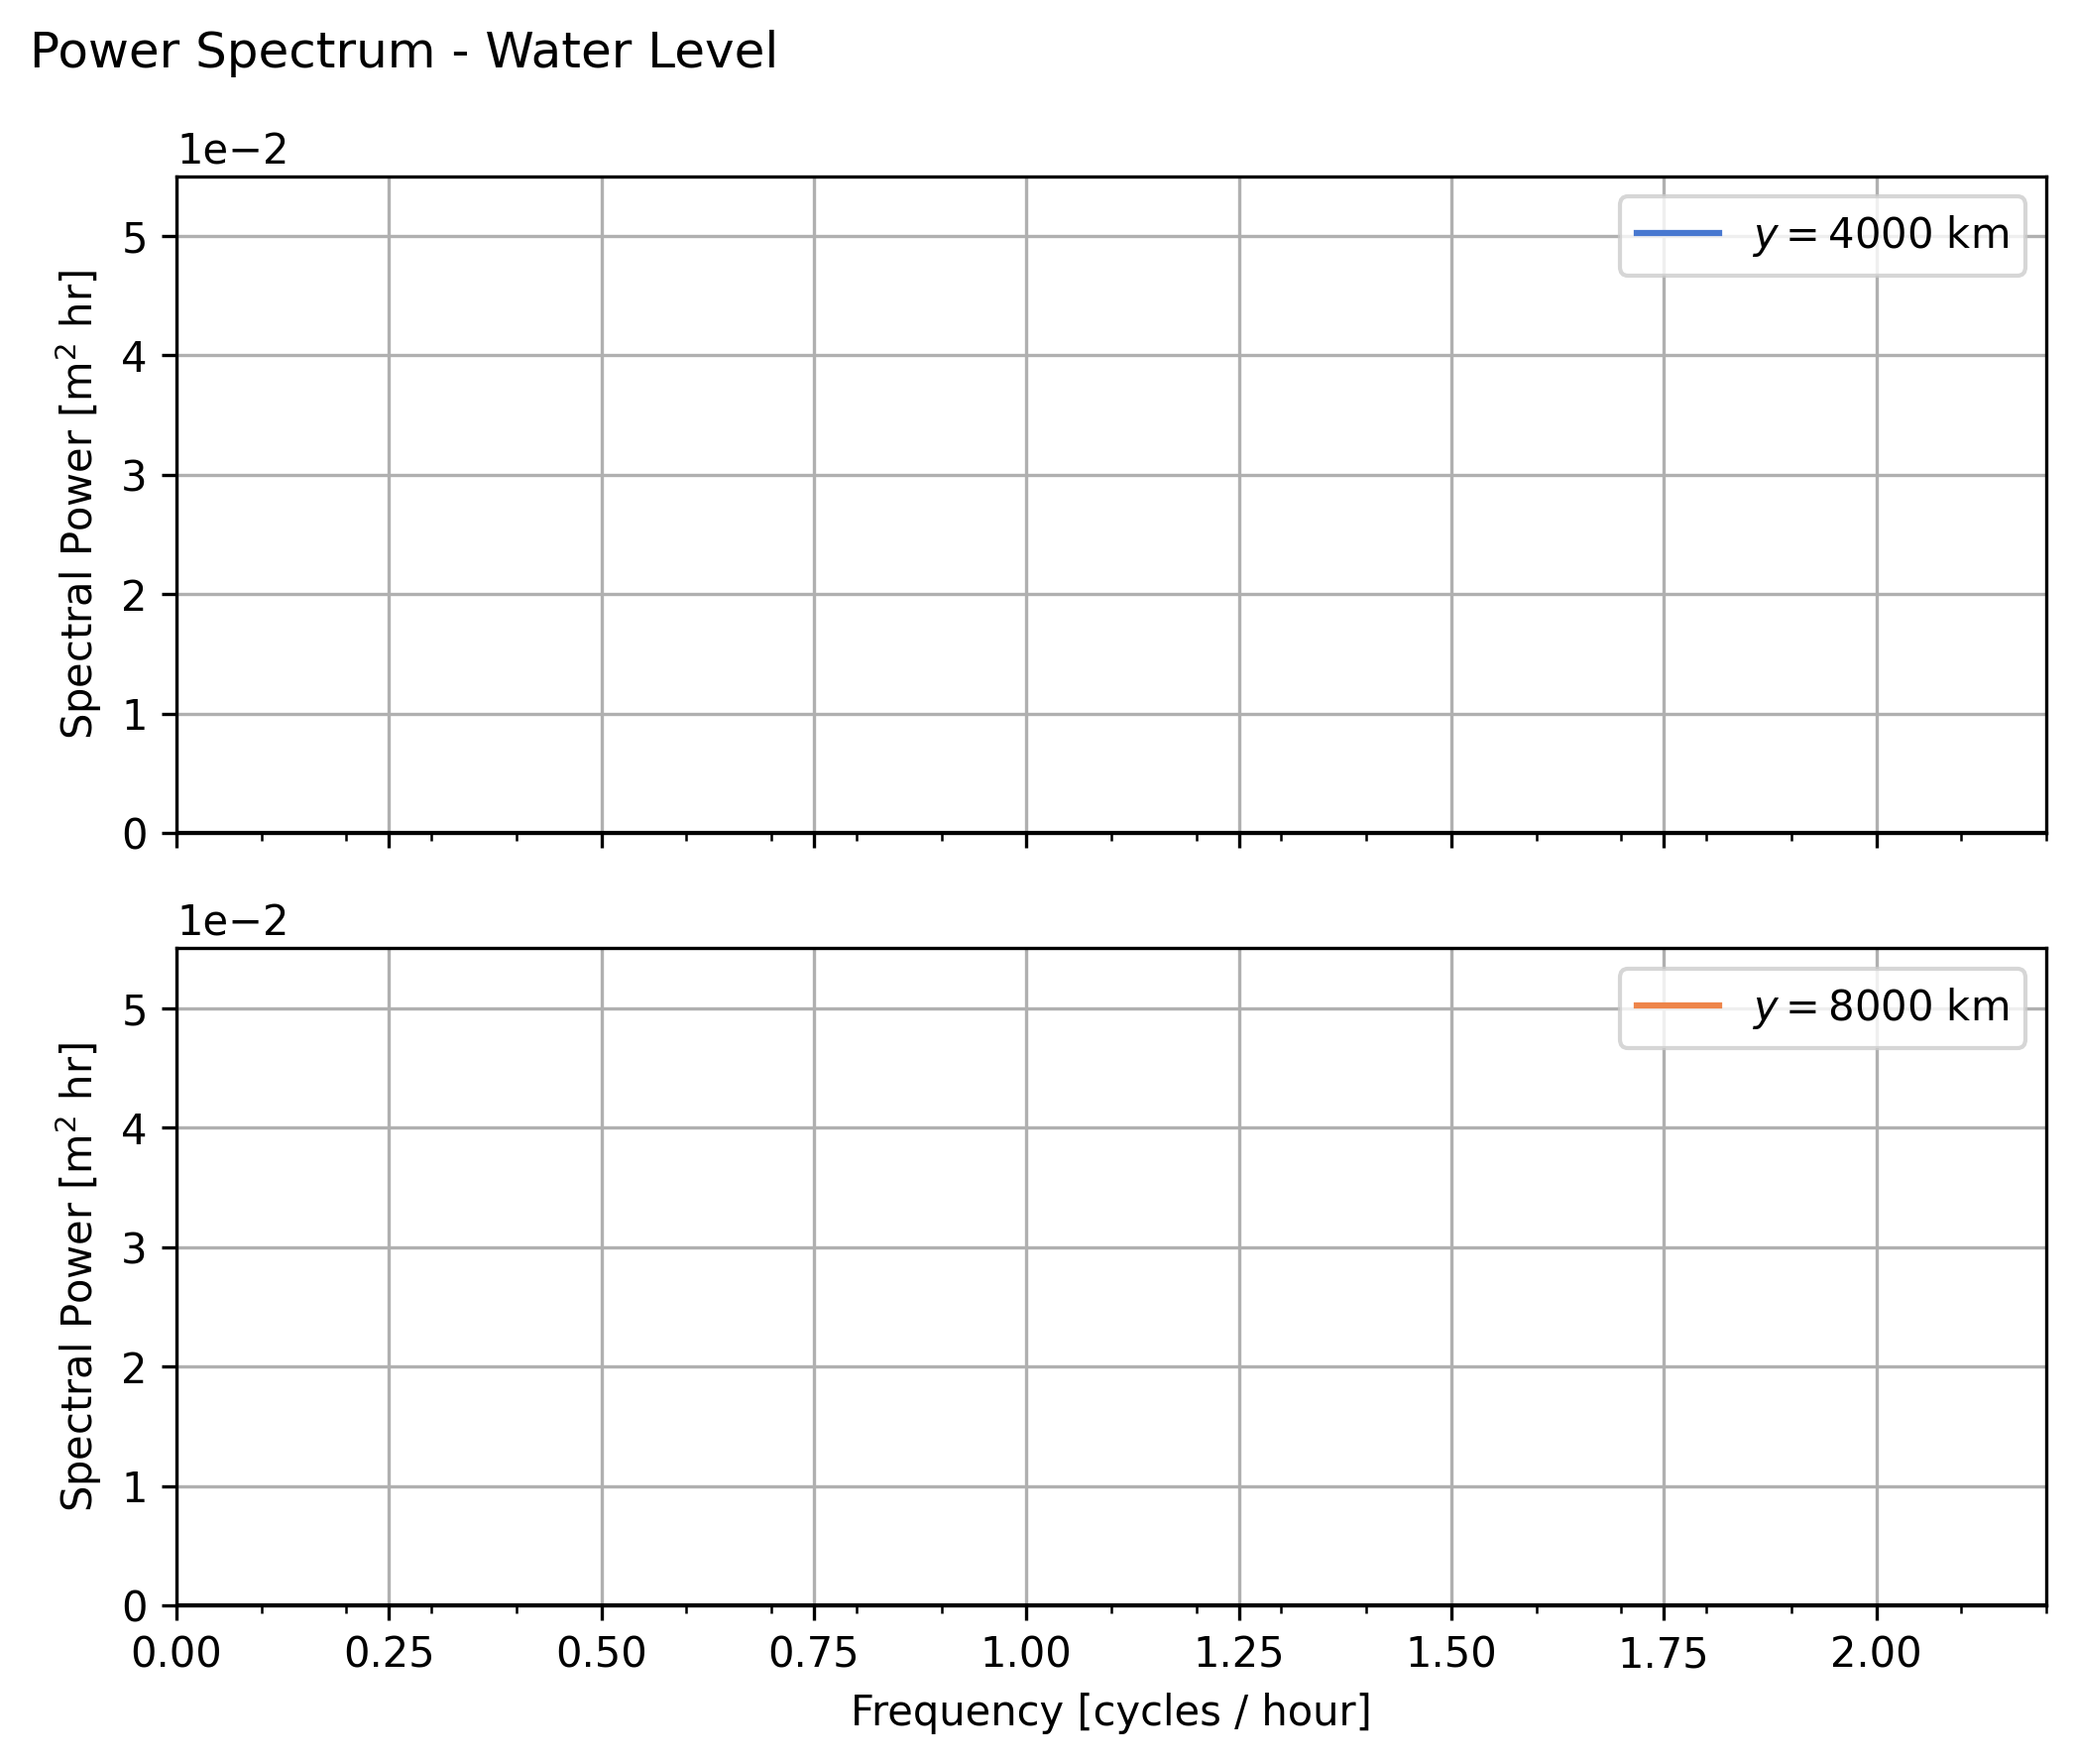 Power Spectrum - Water Level
1e−2
5
4
3
2
1
0
Spectral Power [m² hr]
y = 4000 km
1e−2
5
4
3
2
1
0
Spectral Power [m² hr]
y = 8000 km
0.00 0.25 0.50 0.75 1.00 1.25 1.50 1.75 2.00
Frequency [cycles / hour]